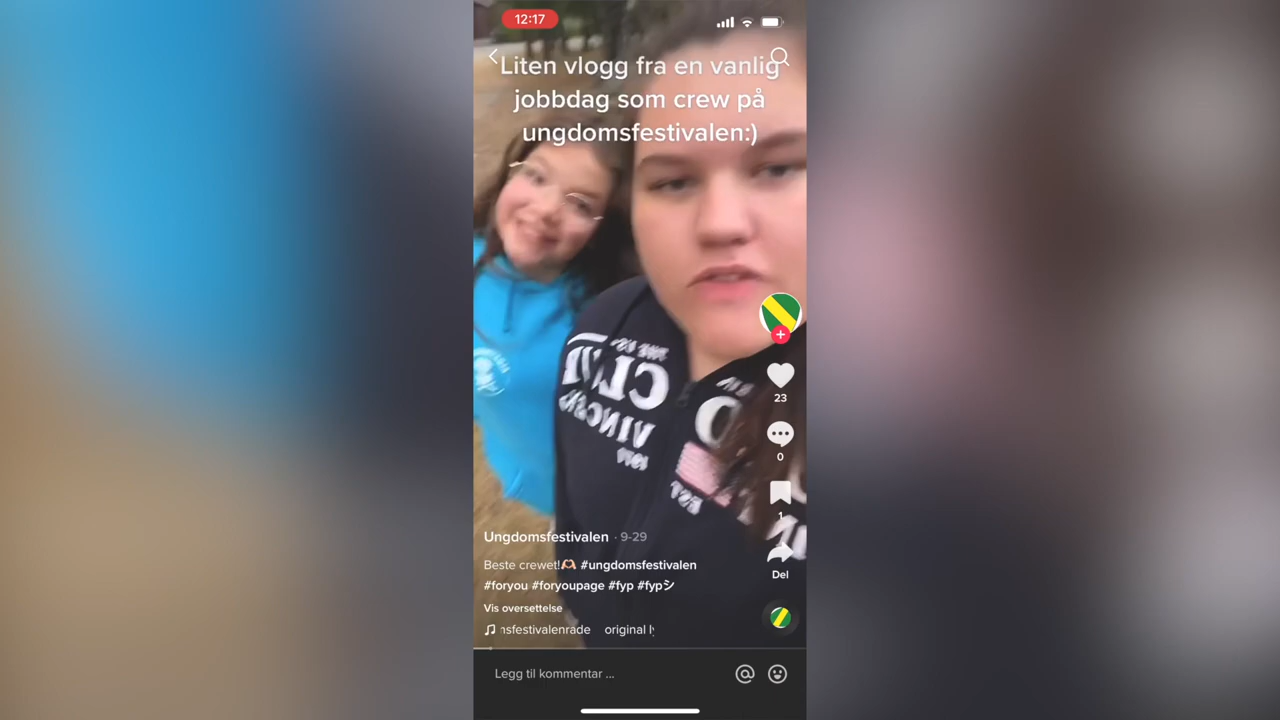 12:17
Liten vlogg fra en vanlig
jobbdag som crew på
ungdomsfestivalen:)
23
0
1
Ungdomsfestivalen · 9-29
Beste crewet!🫶🏼 #ungdomsfestivalen
#foryou #foryoupage #fyp #fypシ
Vis oversettelse
Del
nsfestivalenrade original ly
Legg til kommentar ...